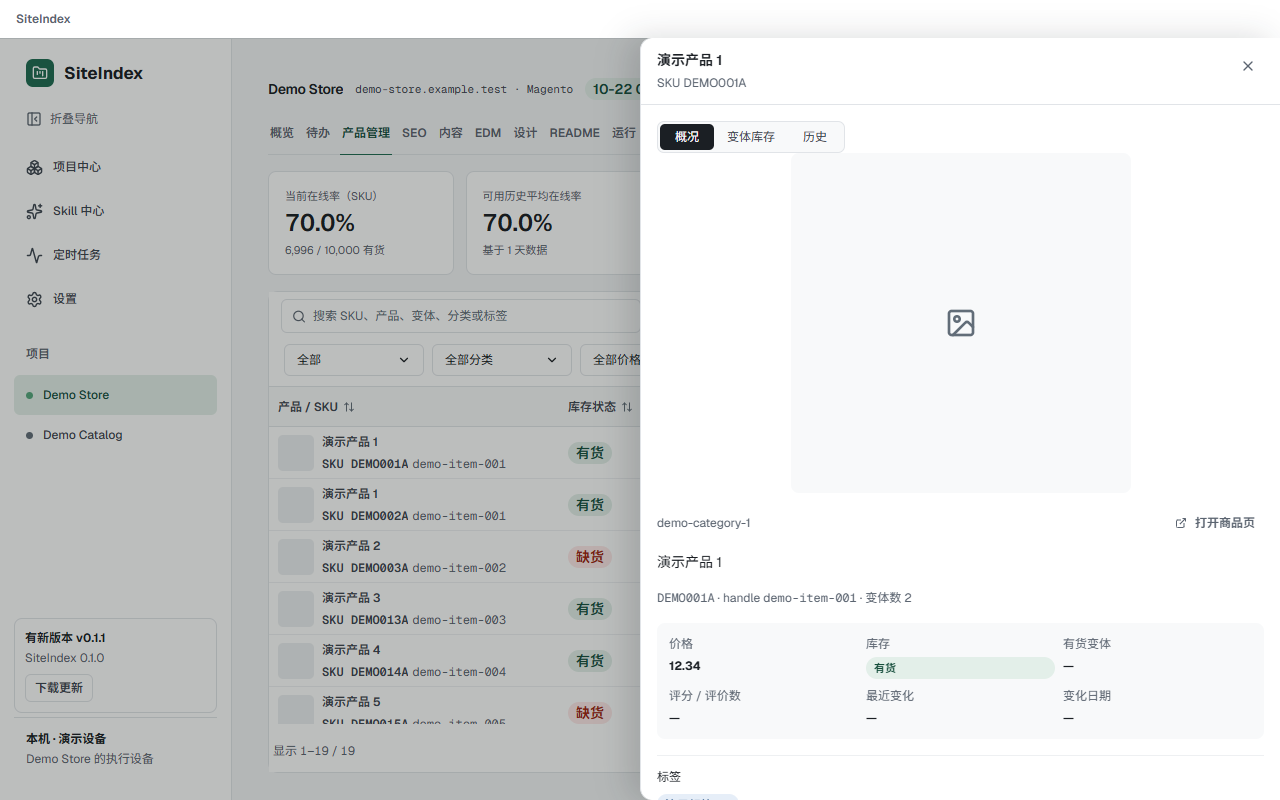 SiteIndex
SiteIndex
折叠导航
项目中心
Skill 中心
定时任务
设置
项目
Demo Store
Demo Catalog
有新版本 v0.1.1
SiteIndex 0.1.0
下载更新
本机 · 演示设备
Demo Store 的执行设备
Demo Store demo-store.example.test · Magento 10-22
概览 待办 产品管理 SEO 内容 EDM 设计 README 运行
当前在线率（SKU）
70.0%
6,996 / 10,000 有货
可用历史平均在线率
70.0%
基于 1 天数据
搜索 SKU、产品、变体、分类或标签
全部 全部分类 全部价格
产品 / SKU 库存状态
演示产品 1
SKU DEMO001A demo-item-001 有货
演示产品 1
SKU DEMO002A demo-item-001 有货
演示产品 2
SKU DEMO003A demo-item-002 缺货
演示产品 3
SKU DEMO013A demo-item-003 有货
演示产品 4
SKU DEMO014A demo-item-004 有货
演示产品 5
SKU DEMO015A demo-item-005 缺货
显示 1–19 / 19
演示产品 1
SKU DEMO001A
概况 变体库存 历史
demo-category-1 打开商品页
演示产品 1
DEMO001A · handle demo-item-001 · 变体数 2
价格 库存 有货变体
12.34 有货 —
评分 / 评价数 最近变化 变化日期
— — —
标签